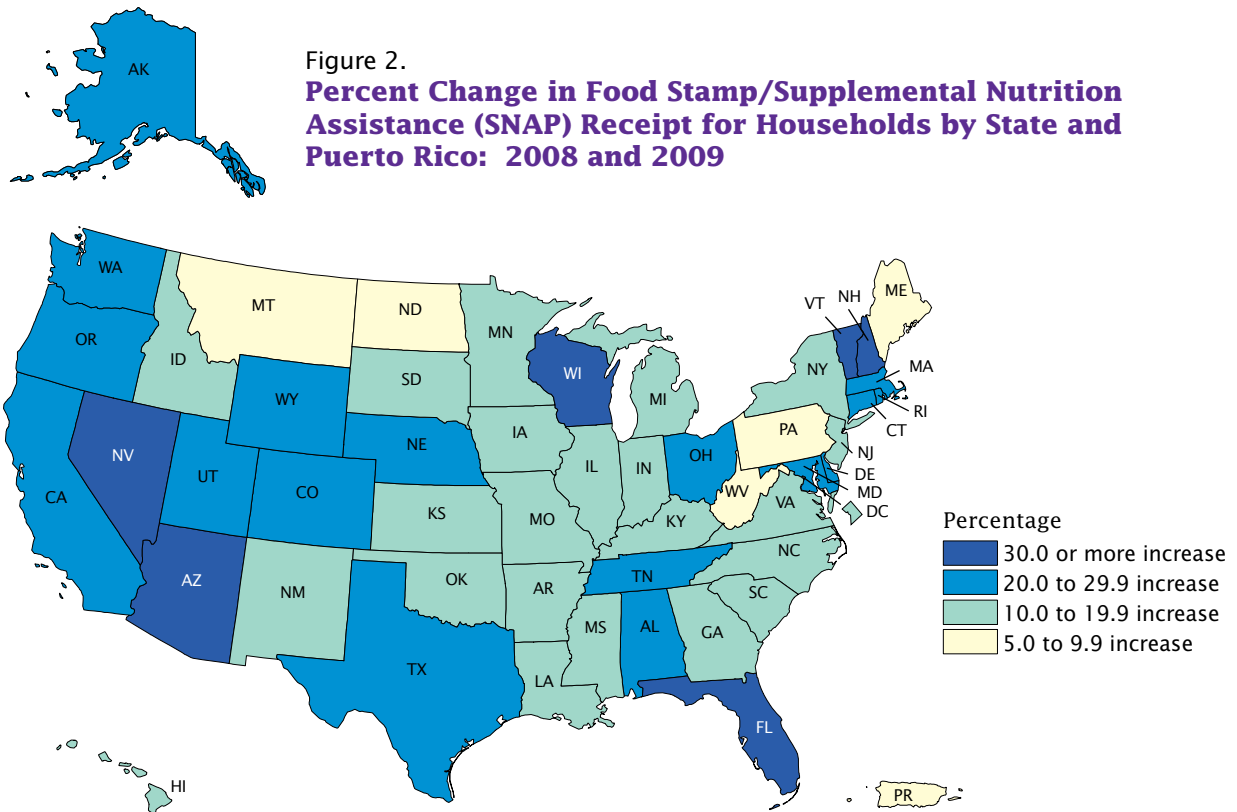 AK
Figure 2.
Percent Change in Food Stamp/Supplemental Nutrition
Assistance (SNAP) Receipt for Households by State and
Puerto Rico: 2008 and 2009
WA
OR
CA
NV
ID
MT
WY
UT
AZ
CO
NM
ND
SD
NE
KS
OK
TX
MN
IA
MO
AR
LA
WI
IL
MI
IN
OH
KY
TN
MS
AL
GA
FL
SC
NC
VA
WV
PA
NY
VT
NH
ME
MA
RI
CT
NJ
DE
MD
DC
HI
PR
Percentage
30.0 or more increase
20.0 to 29.9 increase
10.0 to 19.9 increase
5.0 to 9.9 increase